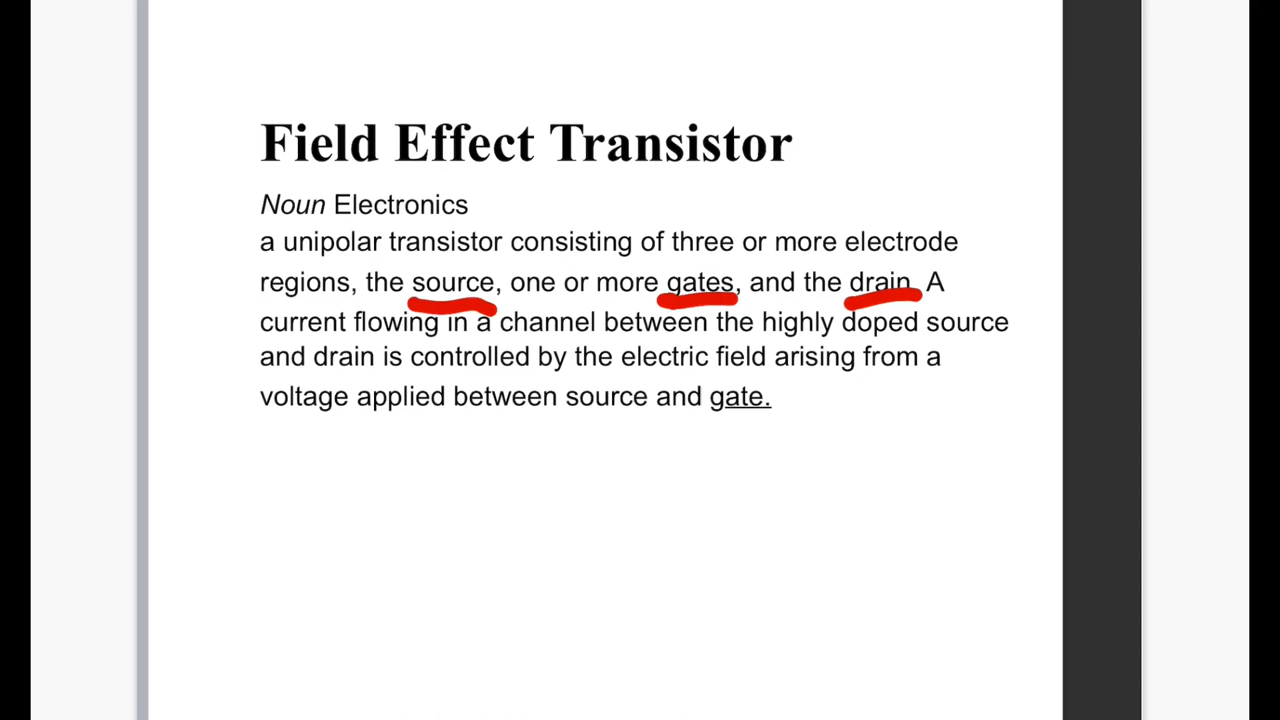 Field Effect Transistor
Noun Electronics
a unipolar transistor consisting of three or more electrode
regions, the source, one or more gates, and the drain. A
current flowing in a channel between the highly doped source
and drain is controlled by the electric field arising from a
voltage applied between source and gate.